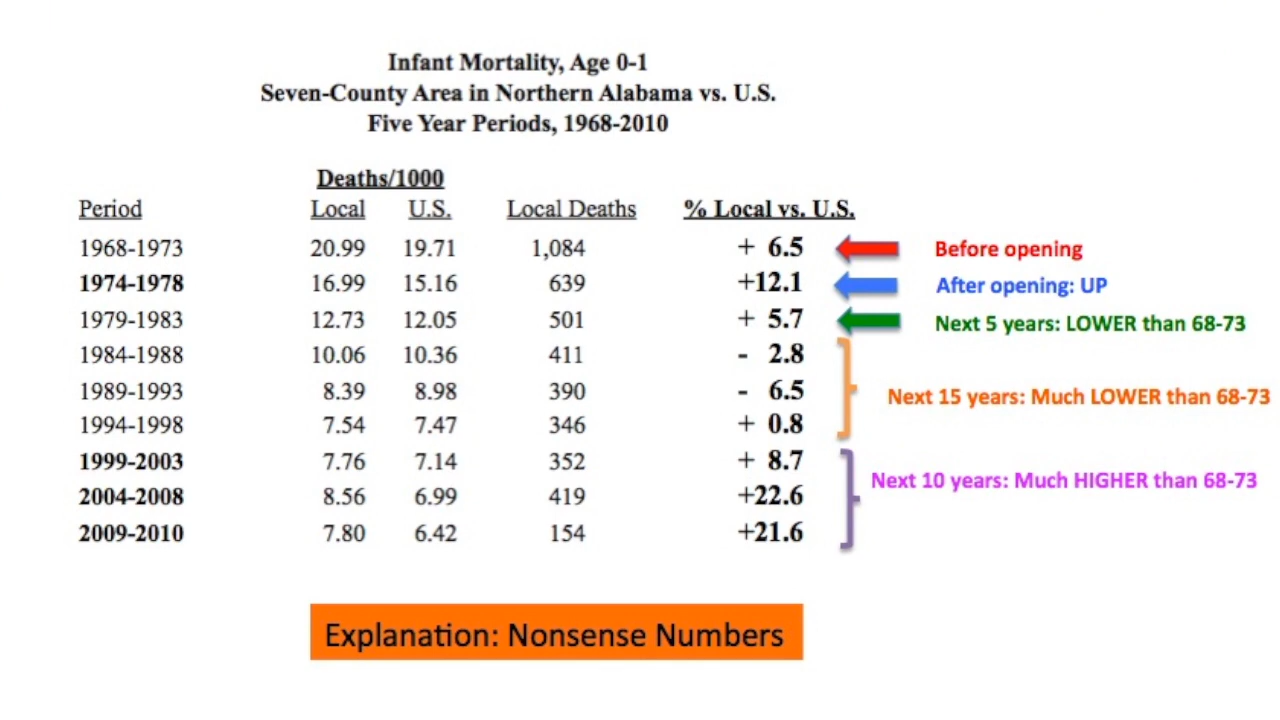 Infant Mortality, Age 0-1
Seven-County Area in Northern Alabama vs. U.S.
Five Year Periods, 1968-2010
Deaths/1000
Period Local U.S. Local Deaths % Local vs. U.S.
1968-1973 20.99 19.71 1,084 + 6.5 Before opening
1974-1978 16.99 15.16 639 +12.1 After opening: UP
1979-1983 12.73 12.05 501 + 5.7 Next 5 years: LOWER than 68-73
1984-1988 10.06 10.36 411 - 2.8
1989-1993 8.39 8.98 390 - 6.5 Next 15 years: Much LOWER than 68-73
1994-1998 7.54 7.47 346 + 0.8
1999-2003 7.76 7.14 352 + 8.7 Next 10 years: Much HIGHER than 68-73
2004-2008 8.56 6.99 419 +22.6
2009-2010 7.80 6.42 154 +21.6
Explanation: Nonsense Numbers